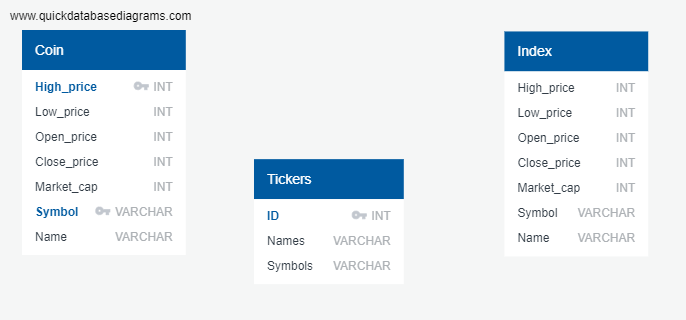 www.quickdatabasediagrams.com
Coin
High_price INT
Low_price INT
Open_price INT
Close_price INT
Market_cap INT
Symbol VARCHAR
Name VARCHAR
Tickers
ID INT
Names VARCHAR
Symbols VARCHAR
Index
High_price INT
Low_price INT
Open_price INT
Close_price INT
Market_cap INT
Symbol VARCHAR
Name VARCHAR